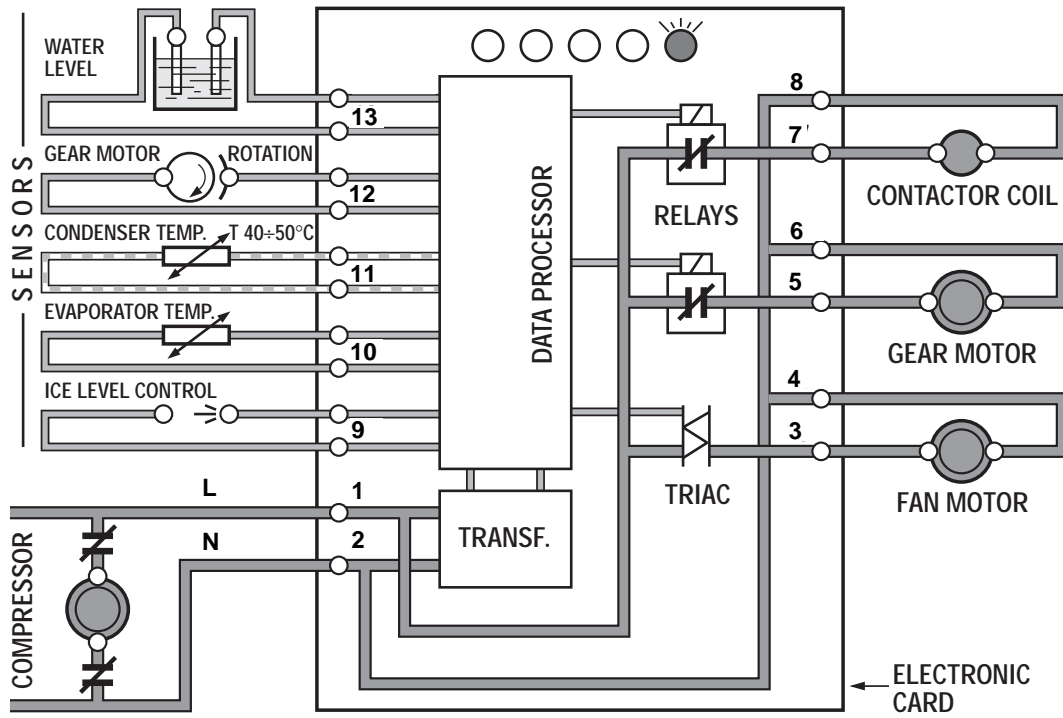 SENSORS
WATER
LEVEL
13
GEAR MOTOR ROTATION
12
CONDENSER TEMP. T 40÷50°C
11
EVAPORATOR TEMP.
10
ICE LEVEL CONTROL
9
L
1
N
2
COMPRESSOR
DATA PROCESSOR
TRANSF.
RELAYS
TRIAC
8
7
CONTACTOR COIL
6
5
GEAR MOTOR
4
3
FAN MOTOR
ELECTRONIC
CARD